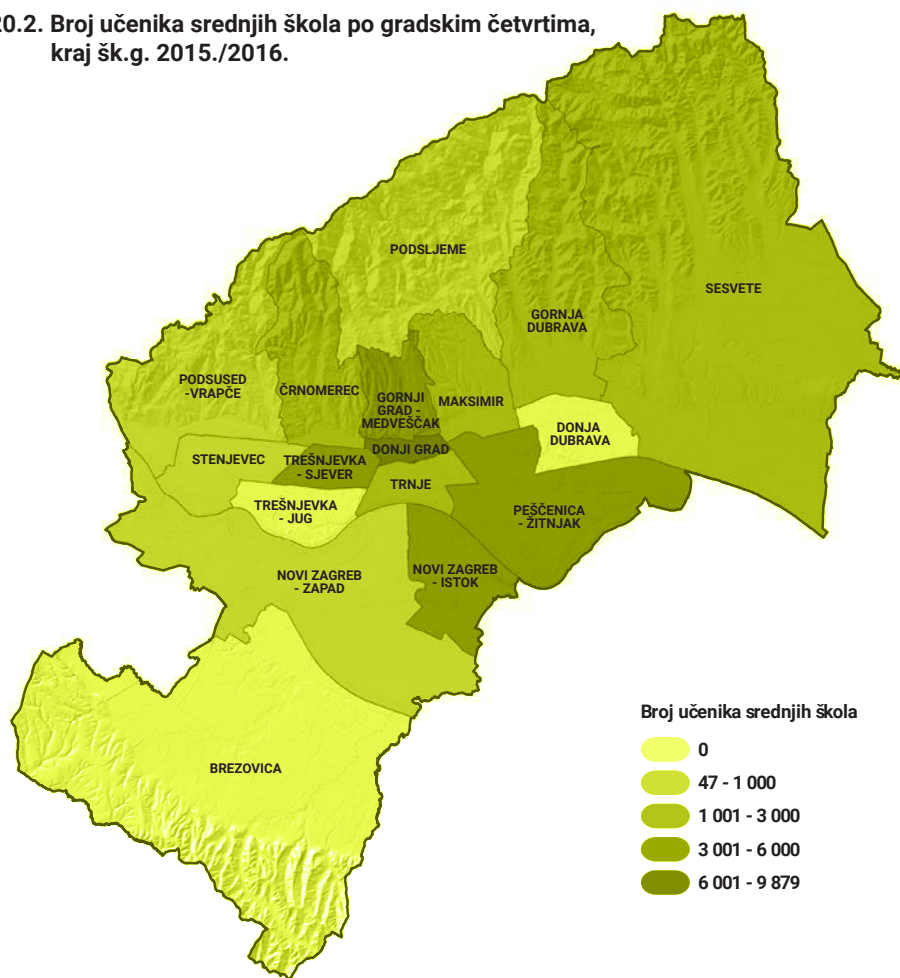 20.2. Broj učenika srednjih škola po gradskim četvrtima,
kraj šk.g. 2015./2016.
PODSLJEME
SESVETE
GORNJA
DUBRAVA
PODSUSED
-VRAPČE
ČRNOMEREC
GORNJI
GRAD -
MEDVEŠČAK
MAKSIMIR
DONJA
DUBRAVA
DONJI GRAD
STENJEVEC
TREŠNJEVKA
- SJEVER
TRNJE
TREŠNJEVKA
- JUG
PEŠČENICA
- ŽITNJAK
NOVI ZAGREB
- ZAPAD
NOVI ZAGREB
- ISTOK
BREZOVICA
Broj učenika srednjih škola
0
47 - 1 000
1 001 - 3 000
3 001 - 6 000
6 001 - 9 879